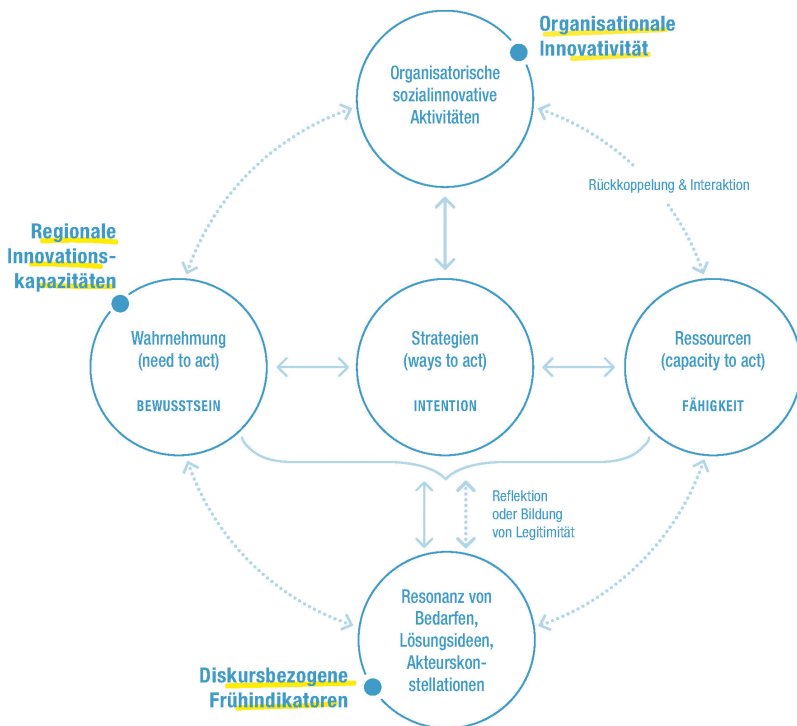 Organisationale
Innovativität
Organisatorische
sozialinnovative
Aktivitäten
Rückkoppelung & Interaktion
Regionale
Innovations-
kapazitäten
Wahrnehmung
(need to act)
BEWUSSTSEIN
Strategien
(ways to act)
INTENTION
Ressourcen
(capacity to act)
FÄHIGKEIT
Reflektion
oder Bildung
von Legitimität
Resonanz von
Bedarfen,
Lösungsideen,
Akteurskon-
stellationen
Diskursbezogene
Frühindikatoren